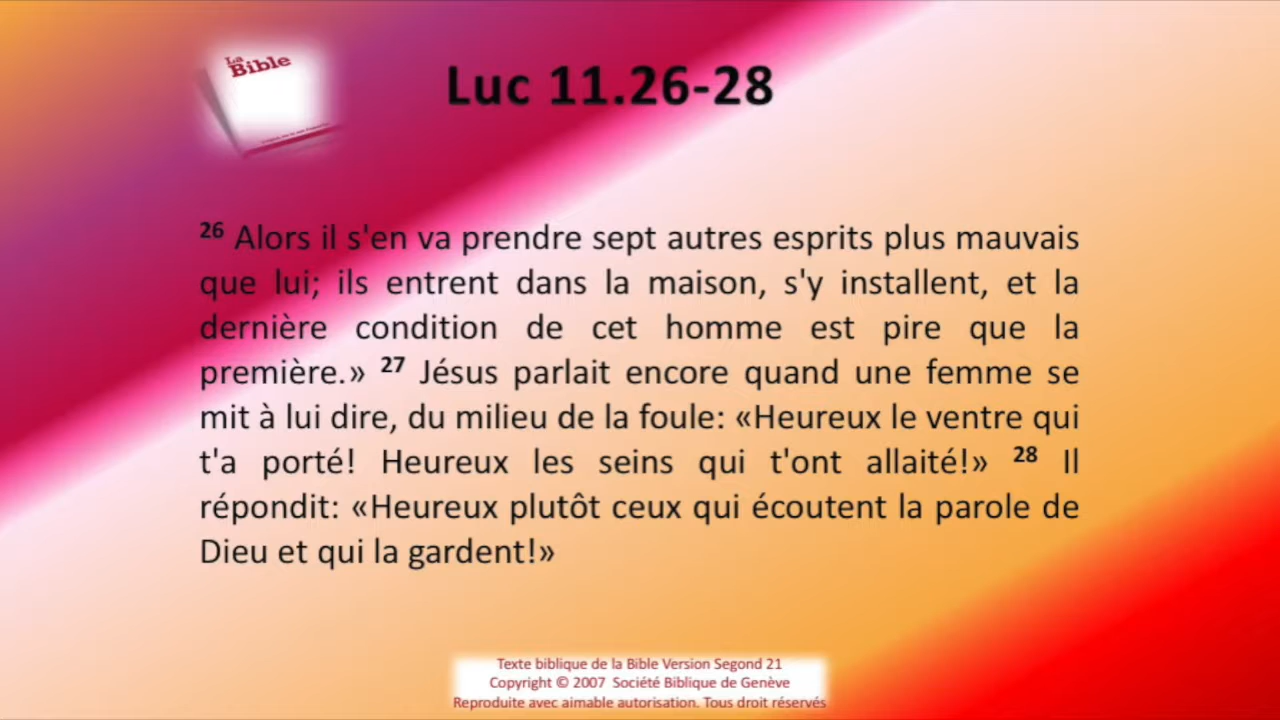 La
Bible
Luc 11.26-28
26 Alors il s'en va prendre sept autres esprits plus mauvais
que lui; ils entrent dans la maison, s'y installent, et la
dernière condition de cet homme est pire que la
première.» 27 Jésus parlait encore quand une femme se
mit à lui dire, du milieu de la foule: «Heureux le ventre qui
t'a porté! Heureux les seins qui t'ont allaité!» 28 Il
répondit: «Heureux plutôt ceux qui écoutent la parole de
Dieu et qui la gardent!»
Texte biblique de la Bible Version Segond 21
Copyright © 2007 Société Biblique de Genève
Reproduite avec aimable autorisation. Tous droit réservés